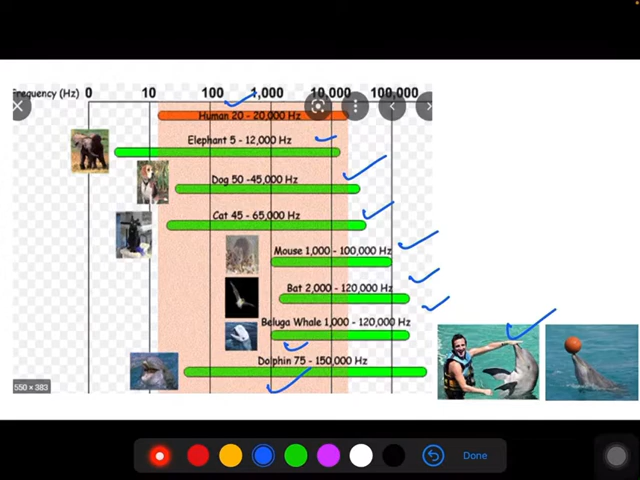 Frequency (Hz) 0 10 100 1,000 10,000 100,000
Human 20 - 20,000 Hz
Elephant 5 - 12,000 Hz
Dog 50 -45,000 Hz
Cat 45 - 65,000 Hz
Mouse 1,000 - 100,000 Hz
Bat 2,000 - 120,000 Hz
Beluga Whale 1,000 - 120,000 Hz
Dolphin 75 - 150,000 Hz
550 × 383
Done